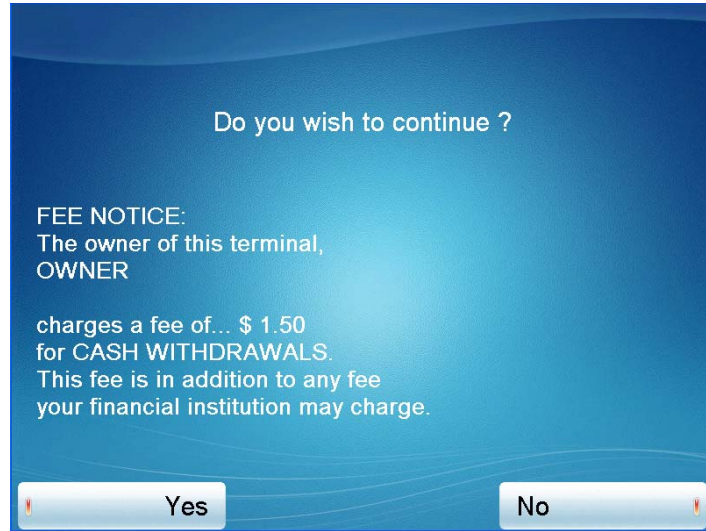 Do you wish to continue ?
FEE NOTICE:
The owner of this terminal,
OWNER
charges a fee of... $ 1.50
for CASH WITHDRAWALS.
This fee is in addition to any fee
your financial institution may charge.
Yes
No